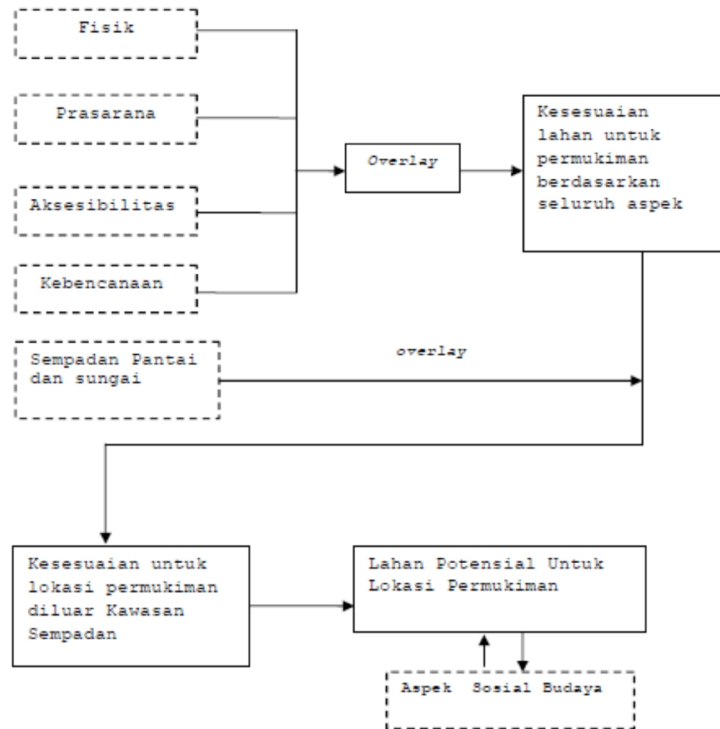 Fisik
Prasarana
Aksesibilitas
Kebencanaan
Overlay
Kesesuaian
lahan untuk
permukiman
berdasarkan
seluruh aspek
Sempadan Pantai
dan sungai
overlay
Kesesuaian untuk
lokasi permukiman
diluar Kawasan
Sempadan
Lahan Potensial Untuk
Lokasi Permukiman
Aspek Sosial Budaya